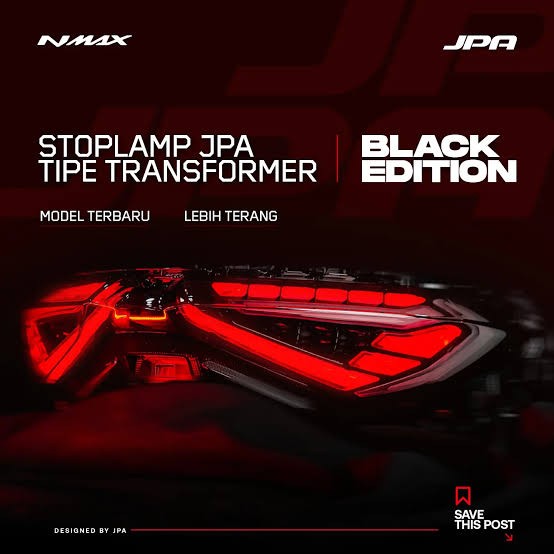 NMAX
JPA
STOPLAMP JPA
TIPE TRANSFORMER
BLACK
EDITION
MODEL TERBARU
LEBIH TERANG
SAVE
THIS POST
DESIGNED BY JPA